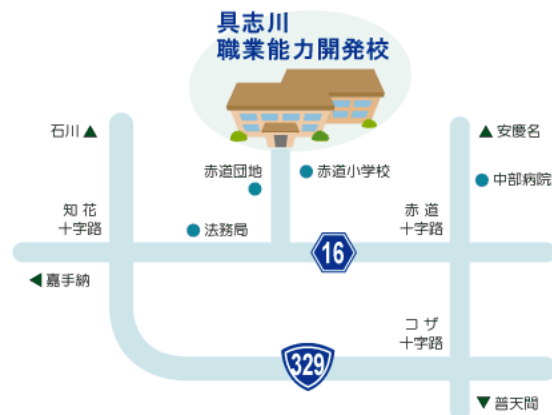 具志川
職業能力開発校
石川▲
▲安慶名
赤道団地
赤道小学校
中部病院
知花
十字路
赤道
十字路
法務局
16
◀嘉手納
コザ
十字路
329
▼普天間